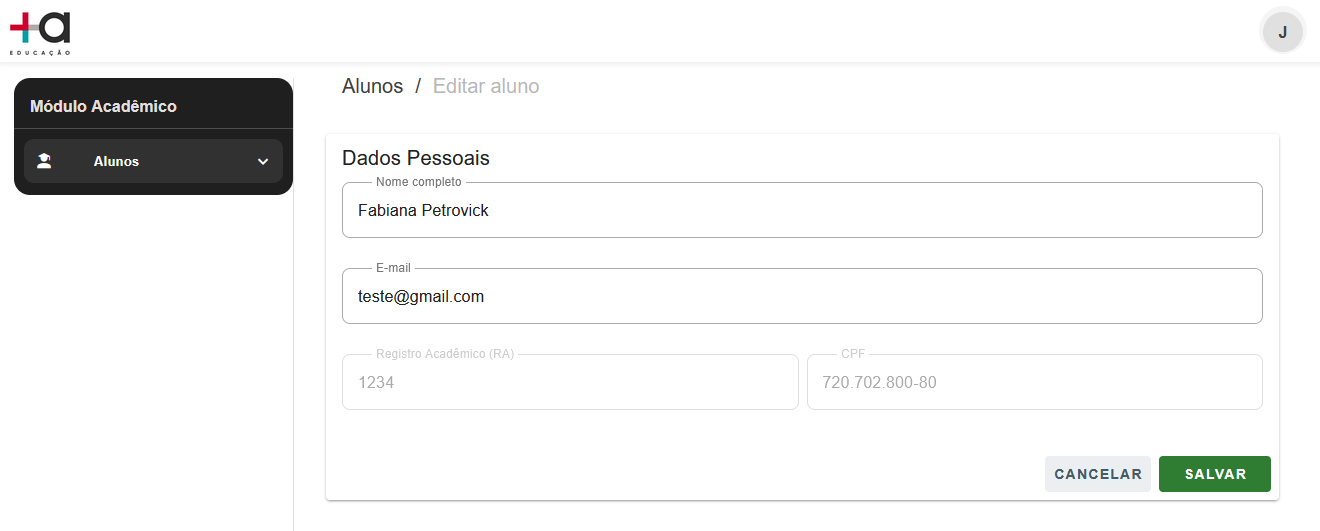 +a
EDUCAÇÃO
J
Módulo Acadêmico
Alunos
Alunos / Editar aluno
Dados Pessoais
Nome completo
Fabiana Petrovick
E-mail
teste@gmail.com
Registro Acadêmico (RA)
1234
CPF
720.702.800-80
CANCELAR
SALVAR